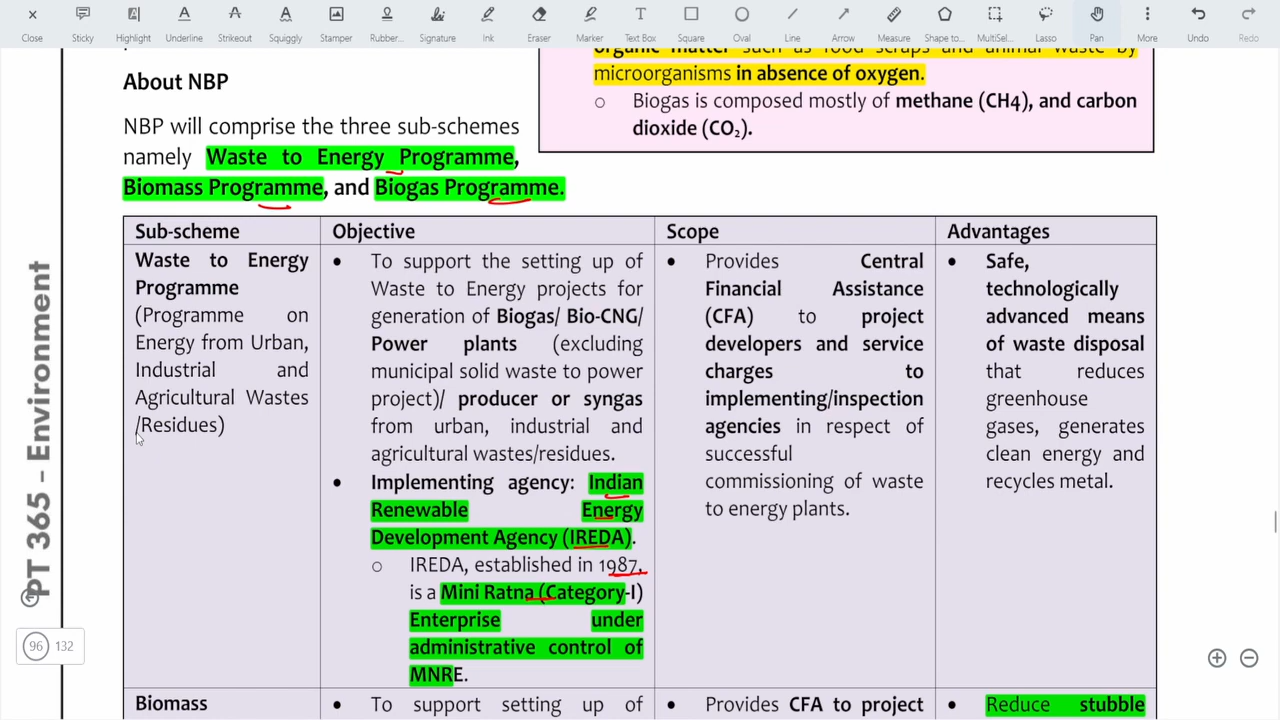 Close
Sticky
Highlight
Underline
Strikeout
Squiggly
Stamper
Rubber...
Signature
Ink
Eraser
Marker
Text Box
Square
Oval
Line
Arrow
Measure
Shape to...
MultiSel...
Lasso
Pan
More
Undo
Redo
organic matter such as food scraps and animal waste by
microorganisms in absence of oxygen.
○ Biogas is composed mostly of methane (CH4), and carbon
dioxide (CO₂).
About NBP
NBP will comprise the three sub-schemes
namely Waste to Energy Programme,
Biomass Programme, and Biogas Programme.
Sub-scheme
Objective
Scope
Advantages
Waste to Energy
Programme
(Programme on
Energy from Urban,
Industrial and
Agricultural Wastes
/Residues)
• To support the setting up of
Waste to Energy projects for
generation of Biogas/ Bio-CNG/
Power plants (excluding
municipal solid waste to power
project)/ producer or syngas
from urban, industrial and
agricultural wastes/residues.
• Implementing agency: Indian
Renewable Energy
Development Agency (IREDA).
○ IREDA, established in 1987,
is a Mini Ratna (Category-I)
Enterprise under
administrative control of
MNRE.
• Provides Central
Financial Assistance
(CFA) to project
developers and service
charges to
implementing/inspection
agencies in respect of
successful
commissioning of waste
to energy plants.
• Safe,
technologically
advanced means
of waste disposal
that reduces
greenhouse
gases, generates
clean energy and
recycles metal.
Biomass
• To support setting up of
• Provides CFA to project
• Reduce stubble
PT 365 – Environment
96 132